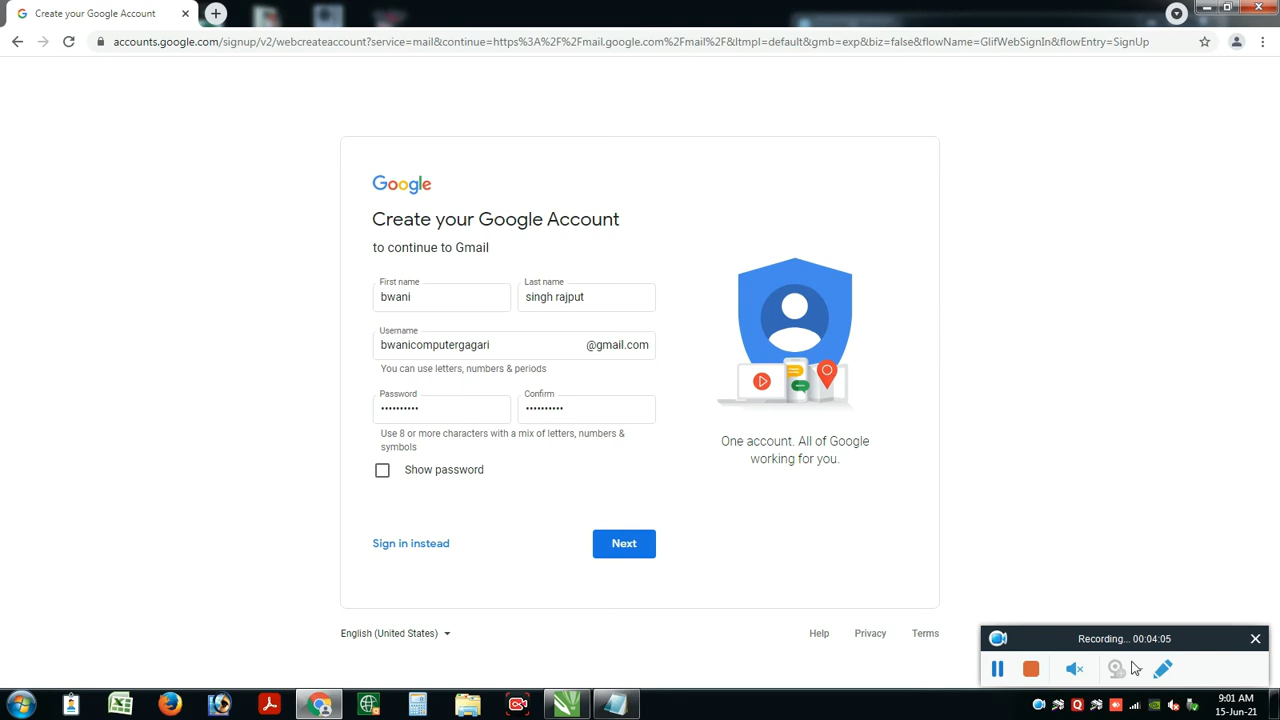 Create your Google Account
accounts.google.com/signup/v2/webcreateaccount?service=mail&continue=https%3A%2F%2Fmail.google.com%2Fmail%2F&ltmpl=default&gmb=exp&biz=false&flowName=GlifWebSignIn&flowEntry=SignUp
Google
Create your Google Account
to continue to Gmail
First name
bwani
Last name
singh rajput
Username
bwanicomputergagari
@gmail.com
You can use letters, numbers & periods
Password
••••••••••
Confirm
••••••••••
Use 8 or more characters with a mix of letters, numbers &
symbols
Show password
Sign in instead
Next
One account. All of Google
working for you.
English (United States)
Help
Privacy
Terms
Recording... 00:04:05
9:01 AM
15-Jun-21